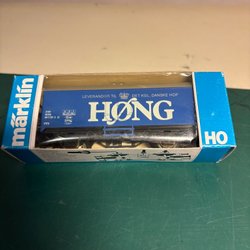 märklin
LEVERANDØR TIL DET KGL. DANSKE HOF
HØNG
HO